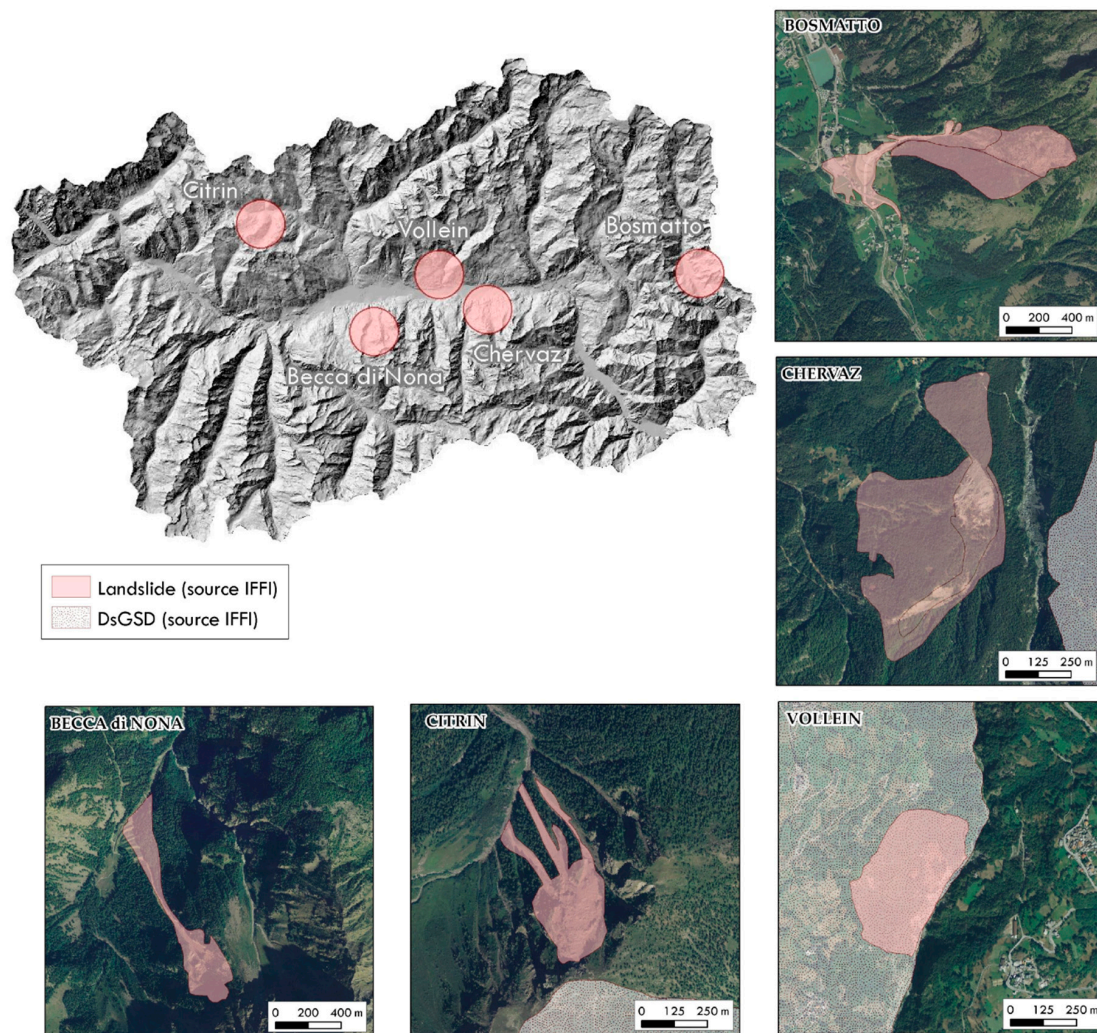 BOSMATTO
0 200 400 m
Citrin
Vollein
Bosmatto
Becca di Nona
Chervaz
CHERVAZ
0 125 250 m
Landslide (source IFFI)
DsGSD (source IFFI)
BECCA di NONA
0 200 400 m
CITRIN
0 125 250 m
VOLLEIN
0 125 250 m